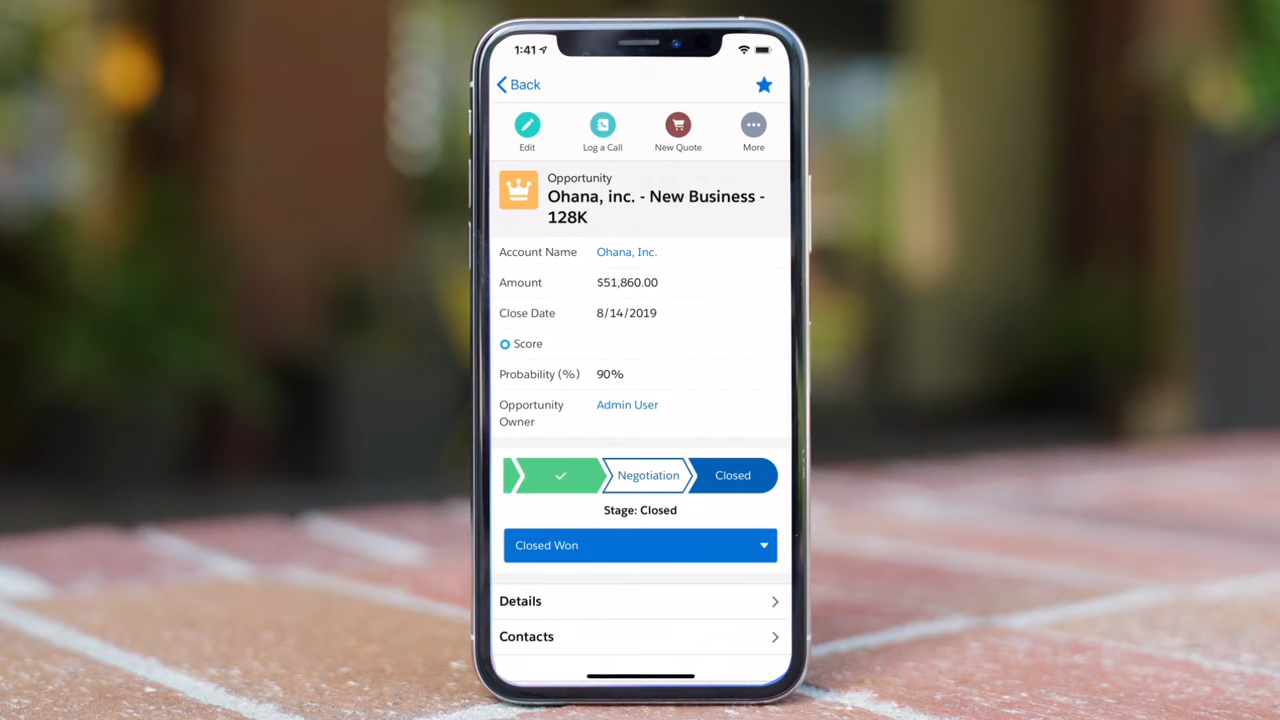 1:41
Back
Edit
Log a Call
New Quote
More
Opportunity
Ohana, inc. - New Business -
128K
Account Name Ohana, Inc.
Amount $51,860.00
Close Date 8/14/2019
Score
Probability (%) 90%
Opportunity Admin User
Owner
Negotiation
Closed
Stage: Closed
Closed Won
Details
Contacts